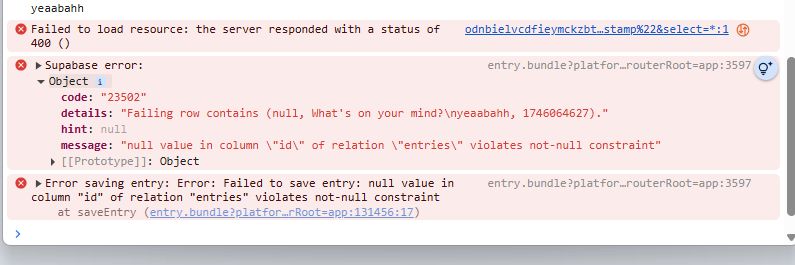 yeaabahh
Failed to load resource: the server responded with a status of odnbielvcdfieymckzbt…stamp%22&select=*:1
400 ()
Supabase error: entry.bundle?platfor…routerRoot=app:3597
Object i
code: "23502"
details: "Failing row contains (null, What's on your mind?\nyeaabahh, 1746064627)."
hint: null
message: "null value in column \"id\" of relation \"entries\" violates not-null constraint"
[[Prototype]]: Object
Error saving entry: Error: Failed to save entry: null value in entry.bundle?platfor…routerRoot=app:3597
column "id" of relation "entries" violates not-null constraint
at saveEntry (entry.bundle?platfor…rRoot=app:131456:17)